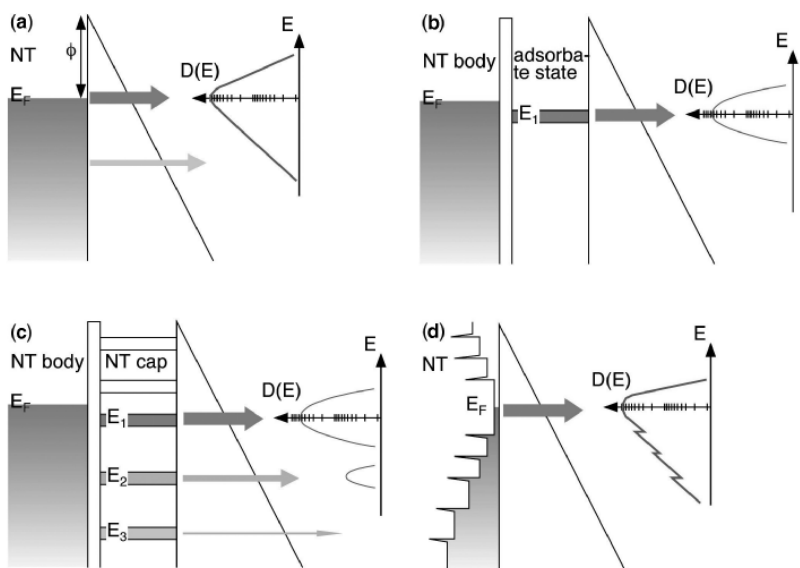 (a)
NT
ϕ
E_F
D(E)
E
(b)
NT body
adsorba-
te state
E_F
E_1
D(E)
E
(c)
NT body
NT cap
E_F
E_1
E_2
E_3
D(E)
E
(d)
NT
E_F
D(E)
E